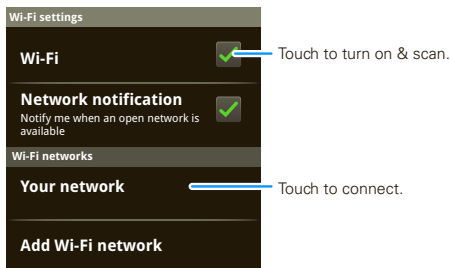 Wi-Fi settings
Wi-Fi
Touch to turn on & scan.
Network notification
Notify me when an open network is
available
Wi-Fi networks
Your network
Touch to connect.
Add Wi-Fi network